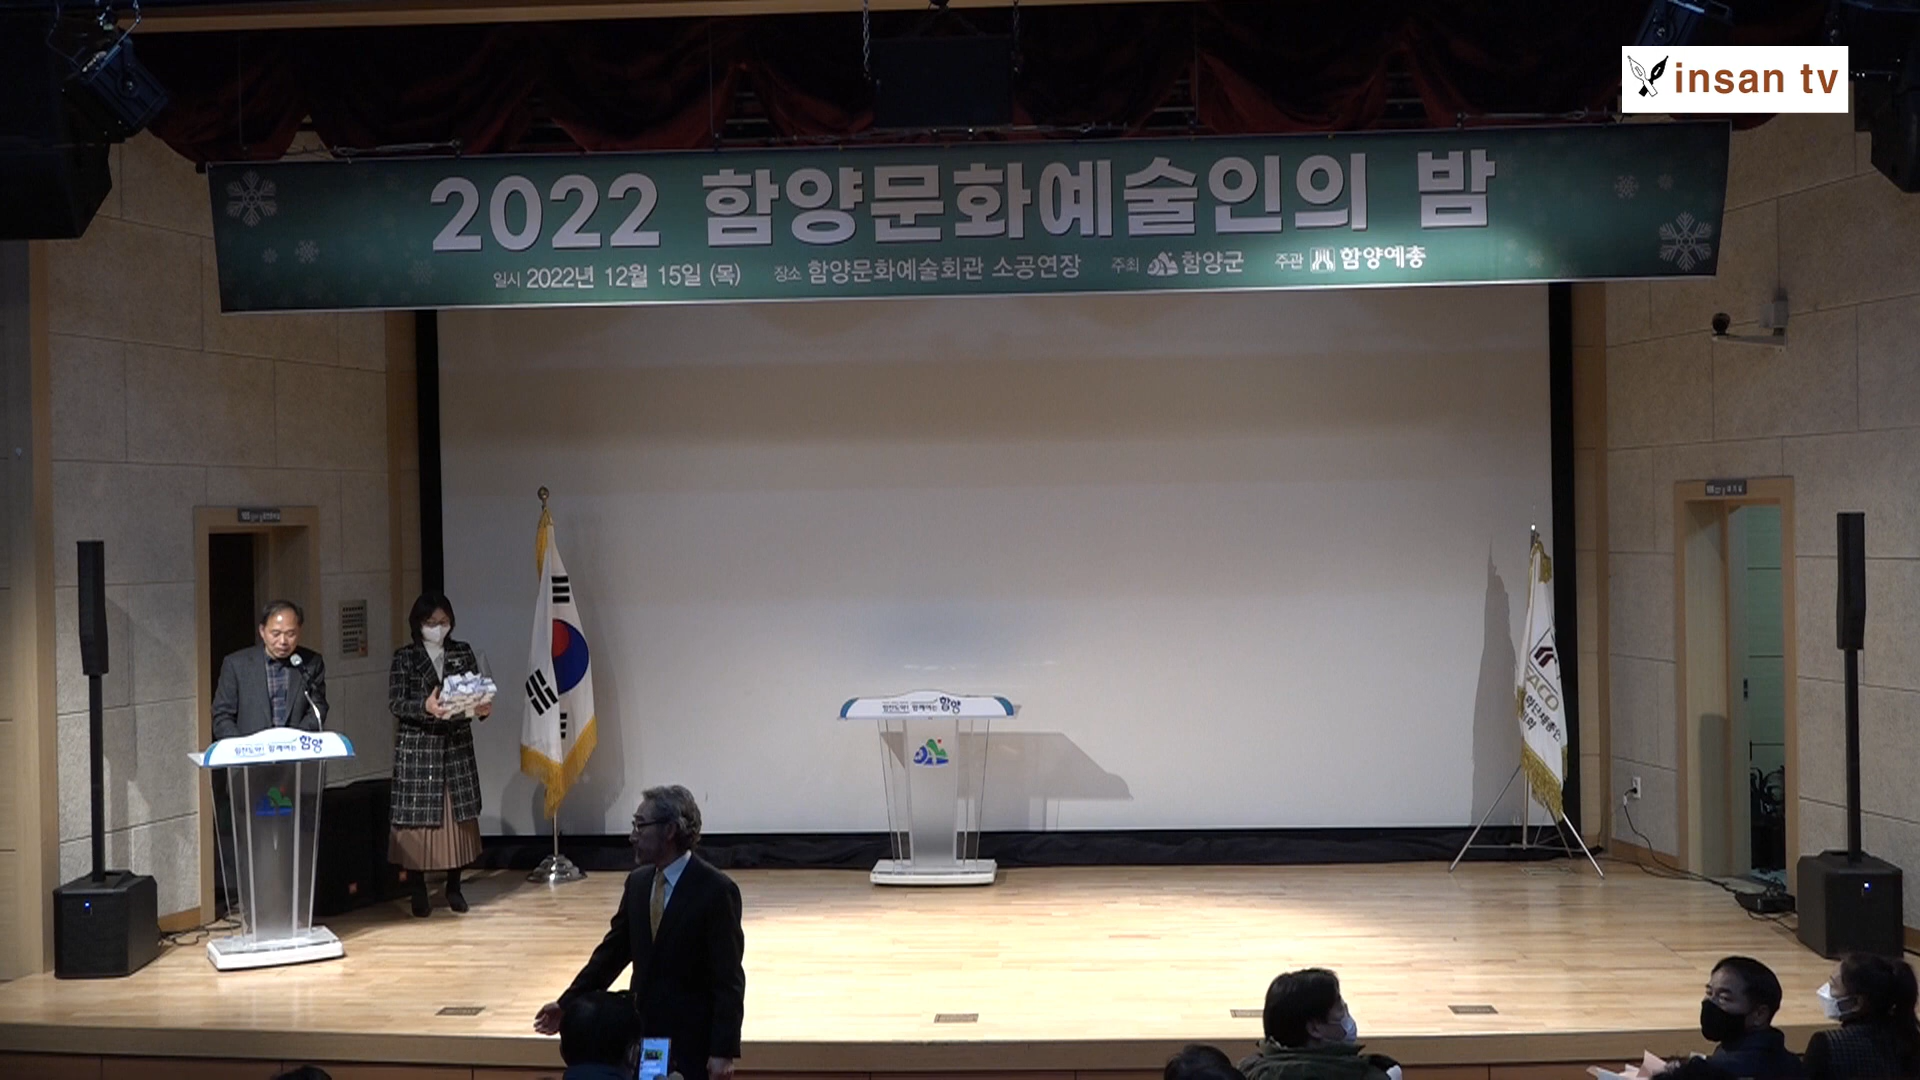 insan tv
2022 함양문화예술인의 밤
일시 2022년 12월 15일 (목) 장소 함양문화예술회관 소공연장 주최 함양군 주관 함양예총
함양
함양